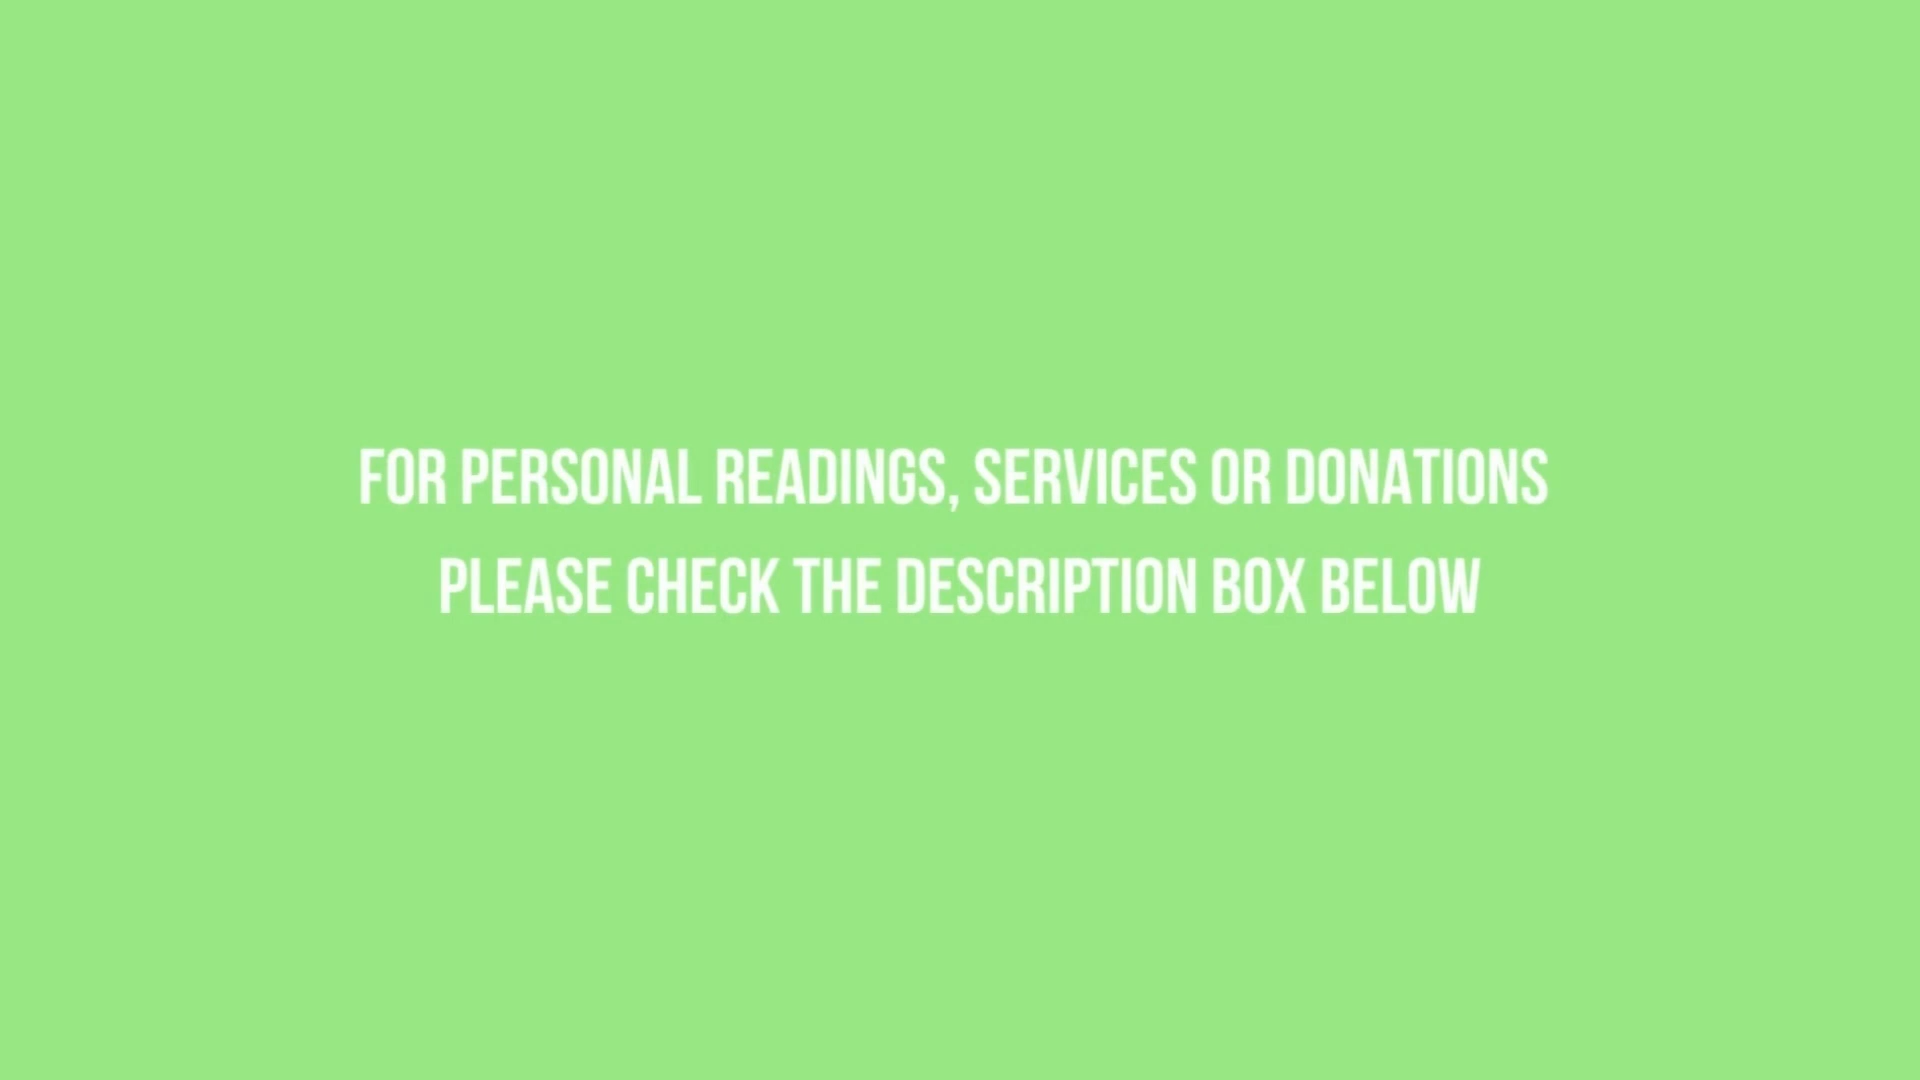 FOR PERSONAL READINGS, SERVICES OR DONATIONS
PLEASE CHECK THE DESCRIPTION BOX BELOW